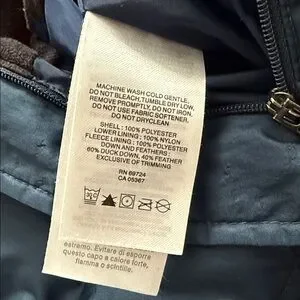 MACHINE WASH COLD GENTLE.
DO NOT BLEACH.TUMBLE DRY LOW,
REMOVE PROMPTLY. DO NOT IRON.
DO NOT USE FABRIC SOFTENER.
DO NOT DRYCLEAN
SHELL : 100% POLYESTER
LOWER LINING : 100% NYLON
FLEECE LINING : 100% POLYESTER
DOWN AND FEATHERS:
60% DUCK DOWN, 40% FEATHER
EXCLUSIVE OF TRIMMING
RN 69724
CA 05367
estremo. Evitare di esporre
questo capo a calore forte,
fiamma o scintille.